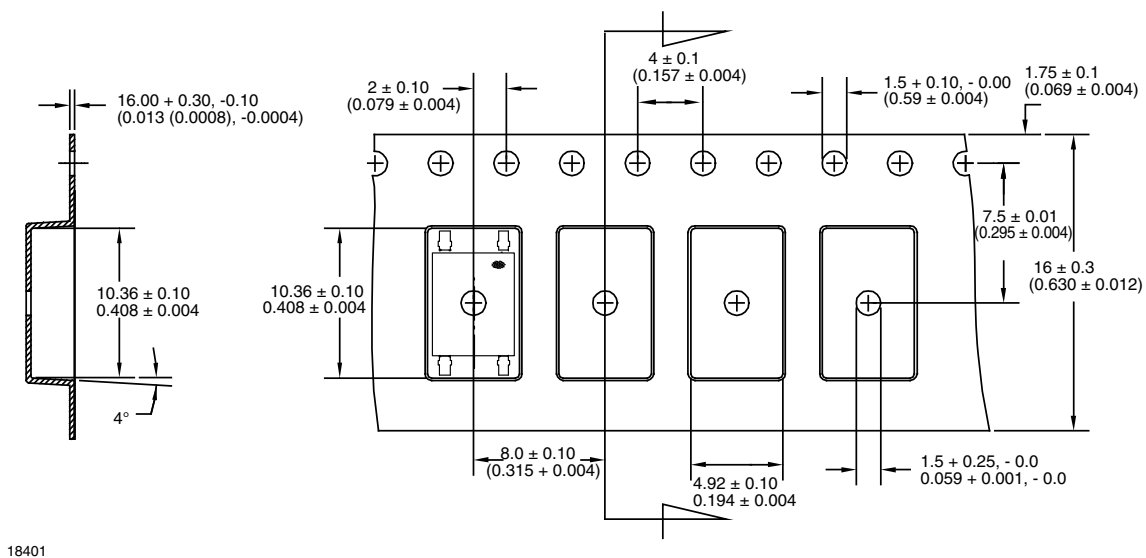 4 ± 0.1
(0.157 ± 0.004)
1.75 ± 0.1
(0.069 ± 0.004)
2 ± 0.10
(0.079 ± 0.004)
1.5 + 0.10, - 0.00
(0.59 ± 0.004)
16.00 + 0.30, -0.10
(0.013 (0.0008), -0.0004)
7.5 ± 0.01
(0.295 ± 0.004)
16 ± 0.3
(0.630 ± 0.012)
10.36 ± 0.10
0.408 ± 0.004
10.36 ± 0.10
0.408 ± 0.004
4°
8.0 ± 0.10
(0.315 + 0.004)
4.92 ± 0.10
0.194 ± 0.004
1.5 + 0.25, - 0.0
0.059 + 0.001, - 0.0
18401